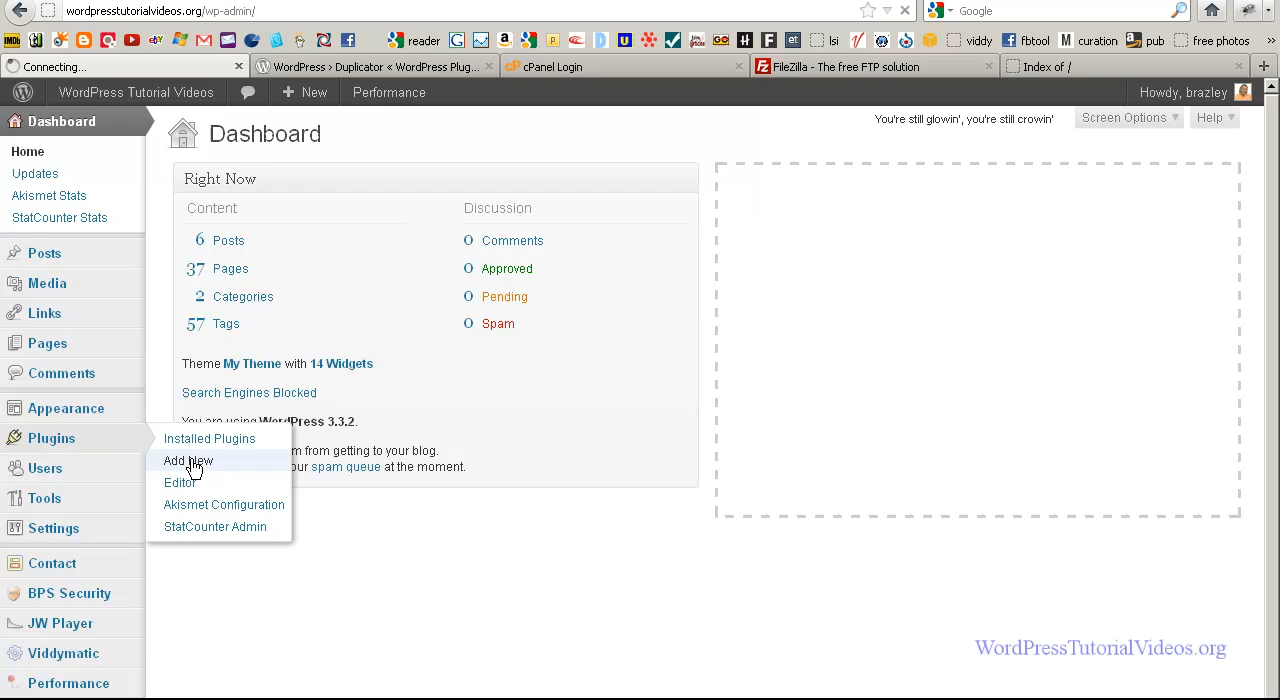 wordpresstutorialvideos.org/wp-admin/
Google
reader
lsi
viddy
fbtool
curation
pub
free photos
»
Connecting...
WordPress › Duplicator « WordPress Plug...
cPanel Login
FileZilla - The free FTP solution
Index of /
WordPress Tutorial Videos
New
Performance
Howdy, brazley
Dashboard
Home
Updates
Akismet Stats
StatCounter Stats
Posts
Media
Links
Pages
Comments
Appearance
Plugins
Users
Tools
Settings
Contact
BPS Security
JW Player
Viddymatic
Performance
Installed Plugins
Add New
Editor
Akismet Configuration
StatCounter Admin
Dashboard
You're still glowin', you're still crowin'
Screen Options
Help
Right Now
Content
Discussion
6 Posts
0 Comments
37 Pages
0 Approved
2 Categories
0 Pending
57 Tags
0 Spam
Theme My Theme with 14 Widgets
Search Engines Blocked
You are using WordPress 3.3.2.
from getting to your blog.
spam queue at the moment.
WordPressTutorialVideos.org